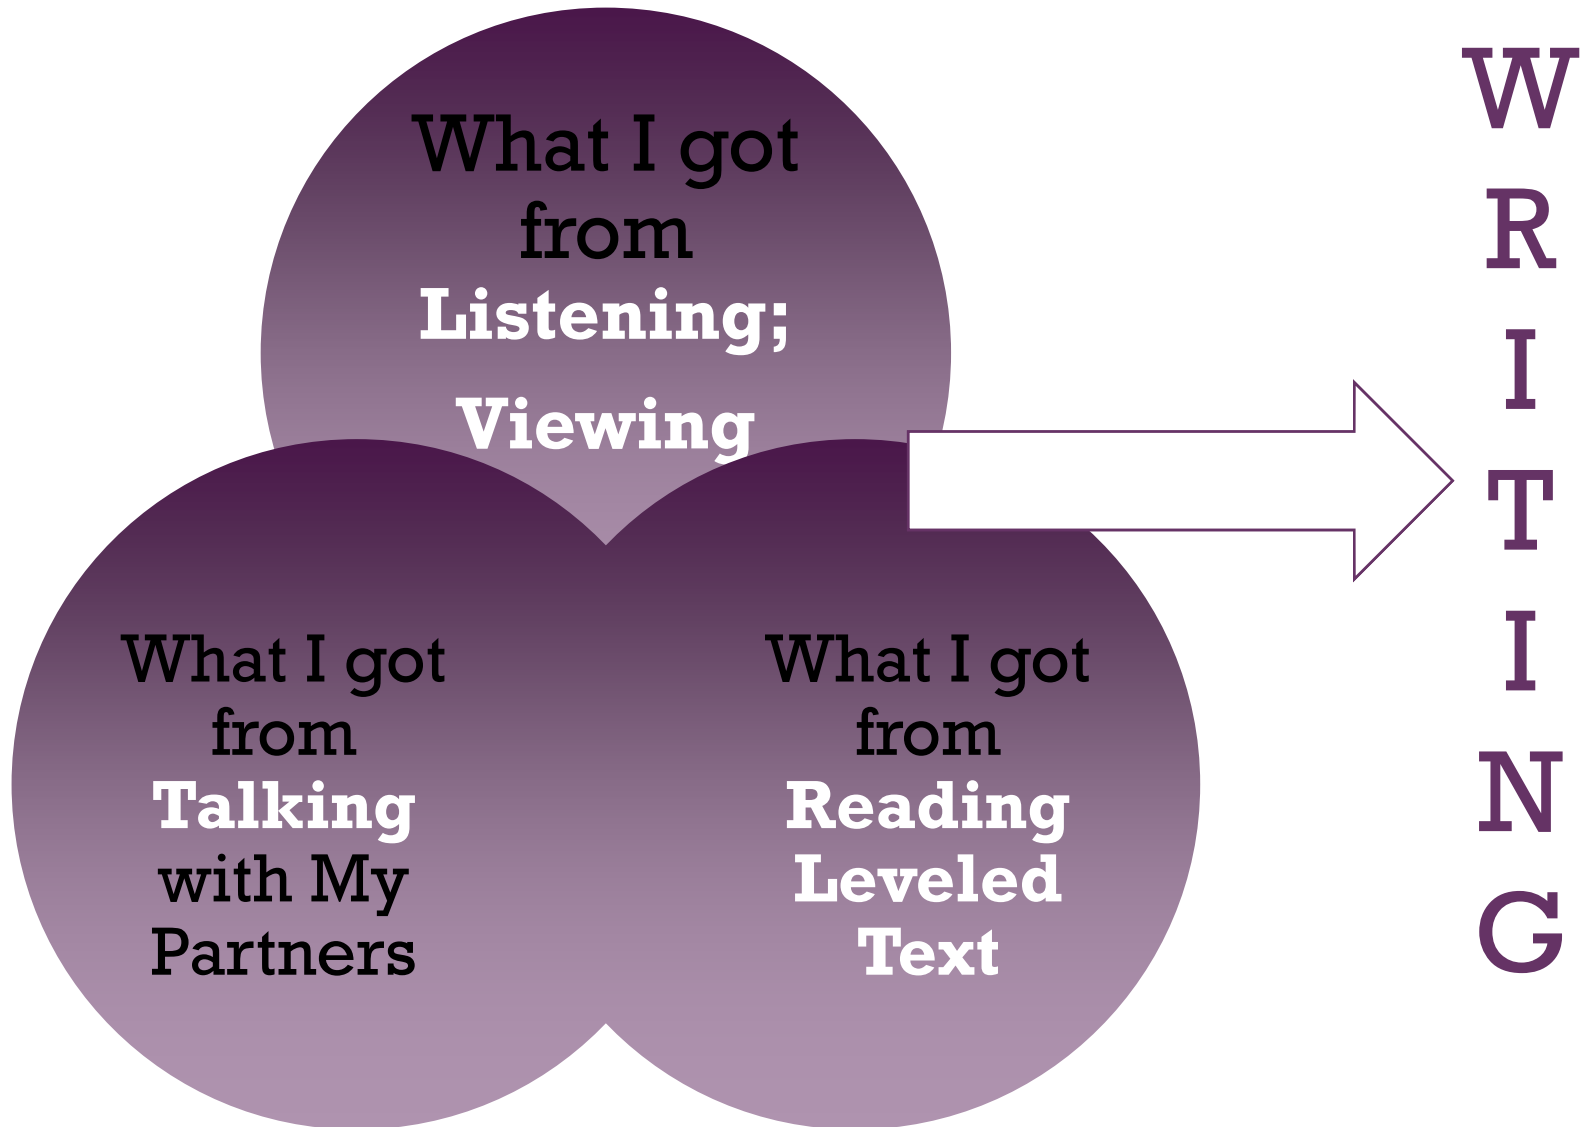 What I got
from
Listening;
Viewing
What I got
from
Talking
with My
Partners
What I got
from
Reading
Leveled
Text
W
R
I
T
I
N
G